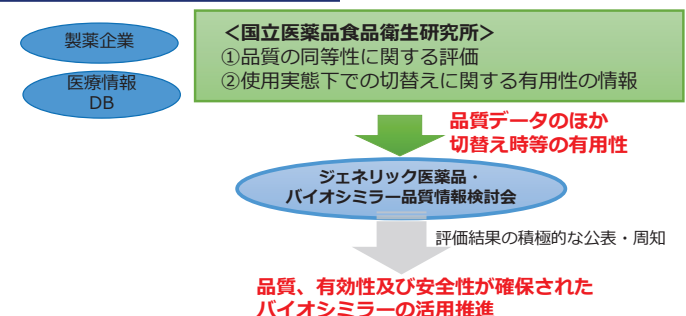 製薬企業
医療情報
DB
＜国立医薬品食品衛生研究所＞
①品質の同等性に関する評価
②使用実態下での切替えに関する有用性の情報
品質データのほか
切替え時等の有用性
ジェネリック医薬品・
バイオシミラー品質情報検討会
評価結果の積極的な公表・周知
品質、有効性及び安全性が確保された
バイオシミラーの活用推進